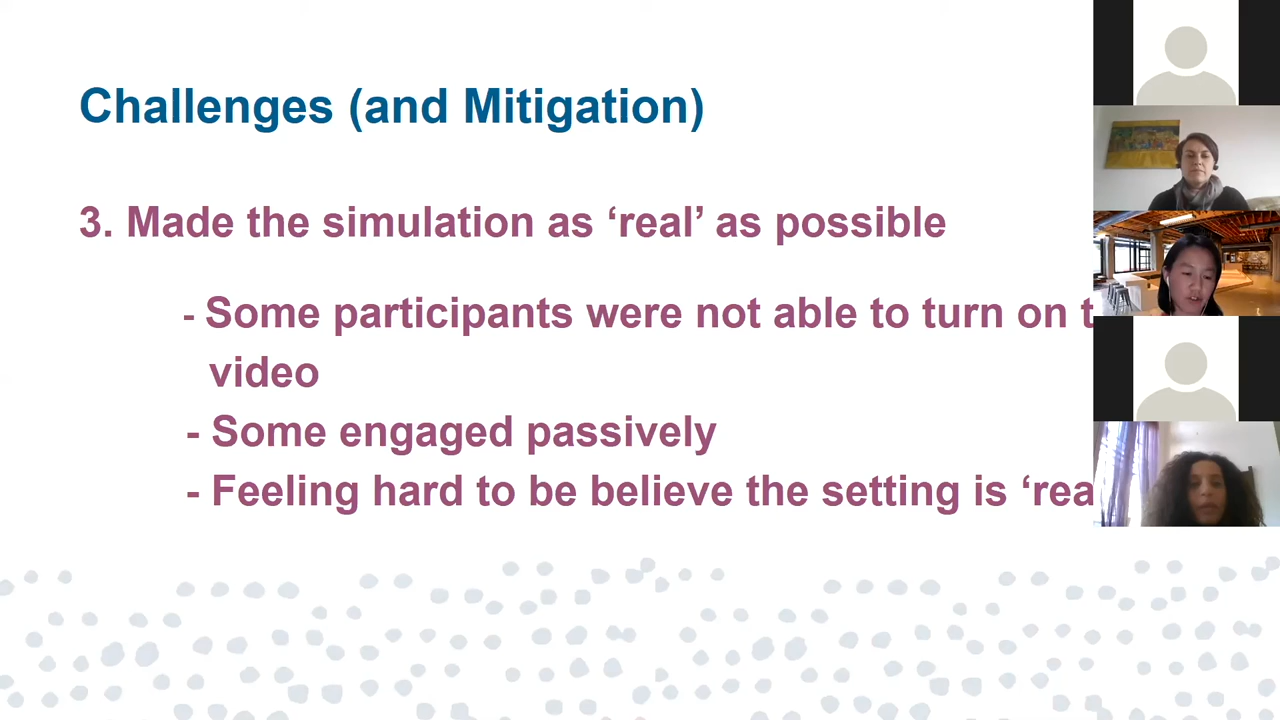 Challenges (and Mitigation)
3. Made the simulation as ‘real’ as possible
- Some participants were not able to turn on
video
- Some engaged passively
- Feeling hard to be believe the setting is